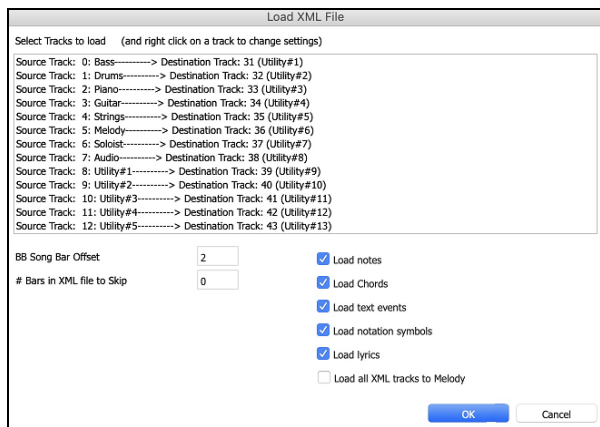 Load XML File
Select Tracks to load (and right click on a track to change settings)
Source Track: 0: Bass----------> Destination Track: 31 (Utility#1)
Source Track: 1: Drums----------> Destination Track: 32 (Utility#2)
Source Track: 2: Piano----------> Destination Track: 33 (Utility#3)
Source Track: 3: Guitar----------> Destination Track: 34 (Utility#4)
Source Track: 4: Strings----------> Destination Track: 35 (Utility#5)
Source Track: 5: Melody----------> Destination Track: 36 (Utility#6)
Source Track: 6: Soloist----------> Destination Track: 37 (Utility#7)
Source Track: 7: Audio----------> Destination Track: 38 (Utility#8)
Source Track: 8: Utility#1----------> Destination Track: 39 (Utility#9)
Source Track: 9: Utility#2----------> Destination Track: 40 (Utility#10)
Source Track: 10: Utility#3----------> Destination Track: 41 (Utility#11)
Source Track: 11: Utility#4----------> Destination Track: 42 (Utility#12)
Source Track: 12: Utility#5----------> Destination Track: 43 (Utility#13)
BB Song Bar Offset 2
# Bars in XML file to Skip 0
Load notes
Load Chords
Load text events
Load notation symbols
Load lyrics
Load all XML tracks to Melody
OK Cancel